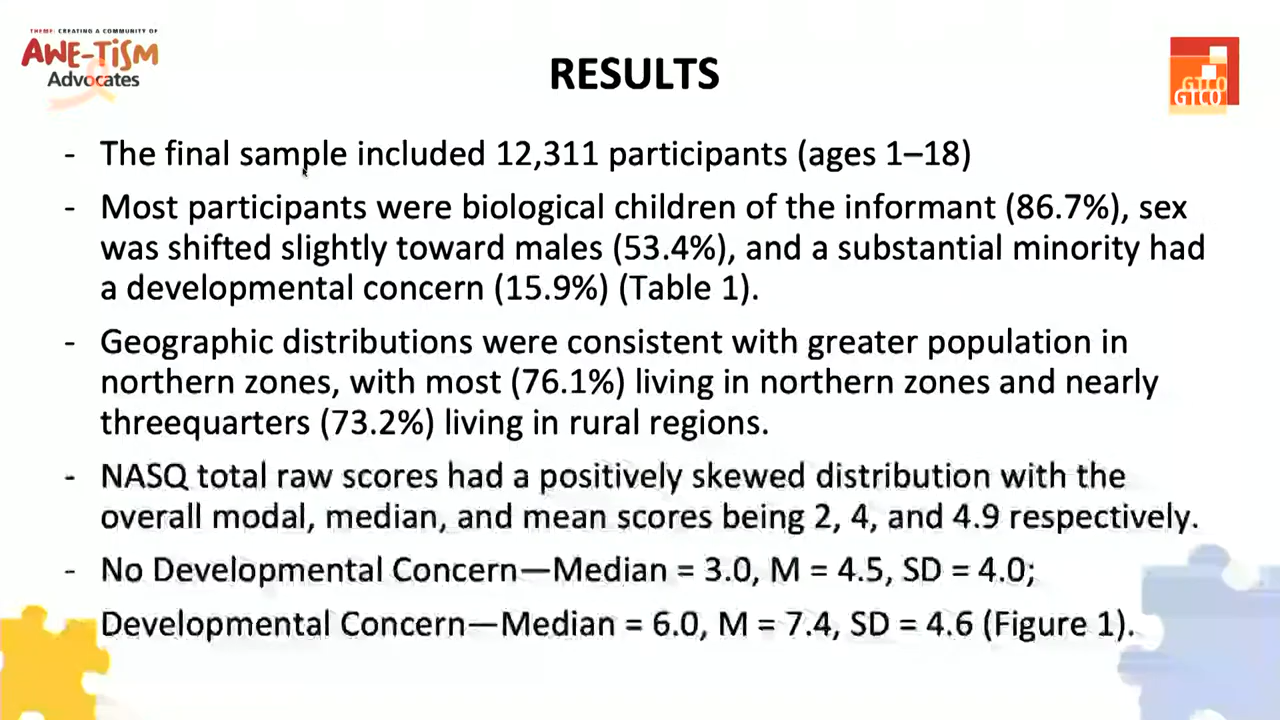 THEME: CREATING A COMMUNITY OF
AWE-TiSM
Advocates
GTCO
GTCO
RESULTS
- The final sample included 12,311 participants (ages 1–18)
- Most participants were biological children of the informant (86.7%), sex
was shifted slightly toward males (53.4%), and a substantial minority had
a developmental concern (15.9%) (Table 1).
- Geographic distributions were consistent with greater population in
northern zones, with most (76.1%) living in northern zones and nearly
threequarters (73.2%) living in rural regions.
- NASQ total raw scores had a positively skewed distribution with the
overall modal, median, and mean scores being 2, 4, and 4.9 respectively.
- No Developmental Concern—Median = 3.0, M = 4.5, SD = 4.0;
Developmental Concern—Median = 6.0, M = 7.4, SD = 4.6 (Figure 1).